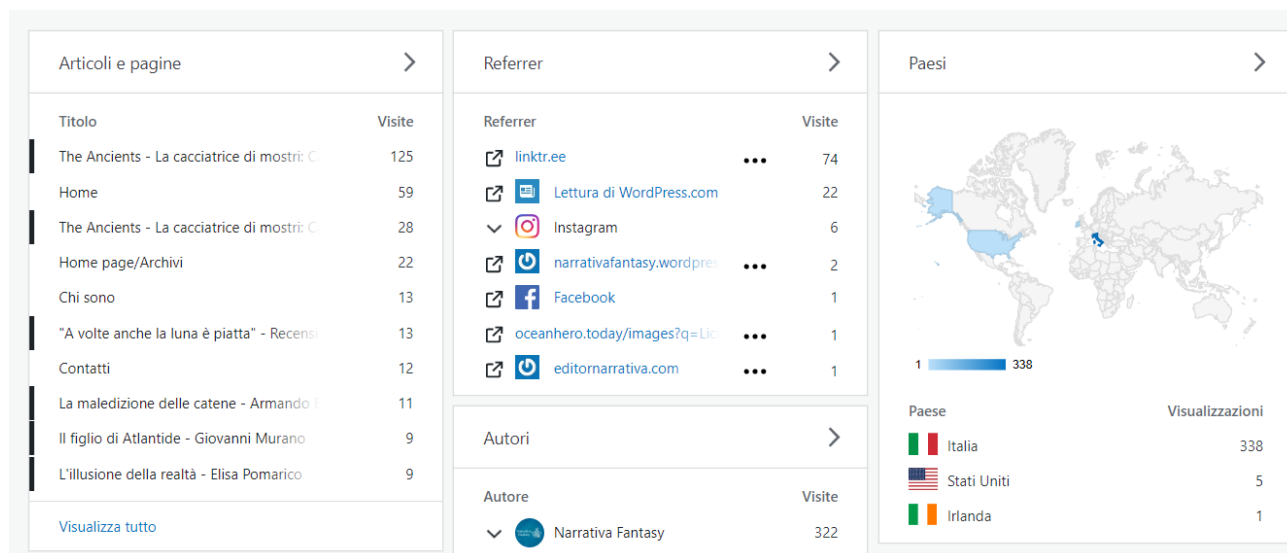 Articoli e pagine
Titolo Visite
The Ancients - La cacciatrice di mostri: 125
Home 59
The Ancients - La cacciatrice di mostri: 28
Home page/Archivi 22
Chi sono 13
"A volte anche la luna è piatta" - Recensi 13
Contatti 12
La maledizione delle catene - Armando 11
Il figlio di Atlantide - Giovanni Murano 9
L'illusione della realtà - Elisa Pomarico 9
Visualizza tutto
Referrer
Referrer Visite
linktr.ee 74
Lettura di WordPress.com 22
Instagram 6
narrativafantasy.wordpres 2
Facebook 1
oceanhero.today/images?q=Lic 1
editornarrativa.com 1
Autori
Autore Visite
Narrativa Fantasy 322
Paesi
1 338
Paese Visualizzazioni
Italia 338
Stati Uniti 5
Irlanda 1